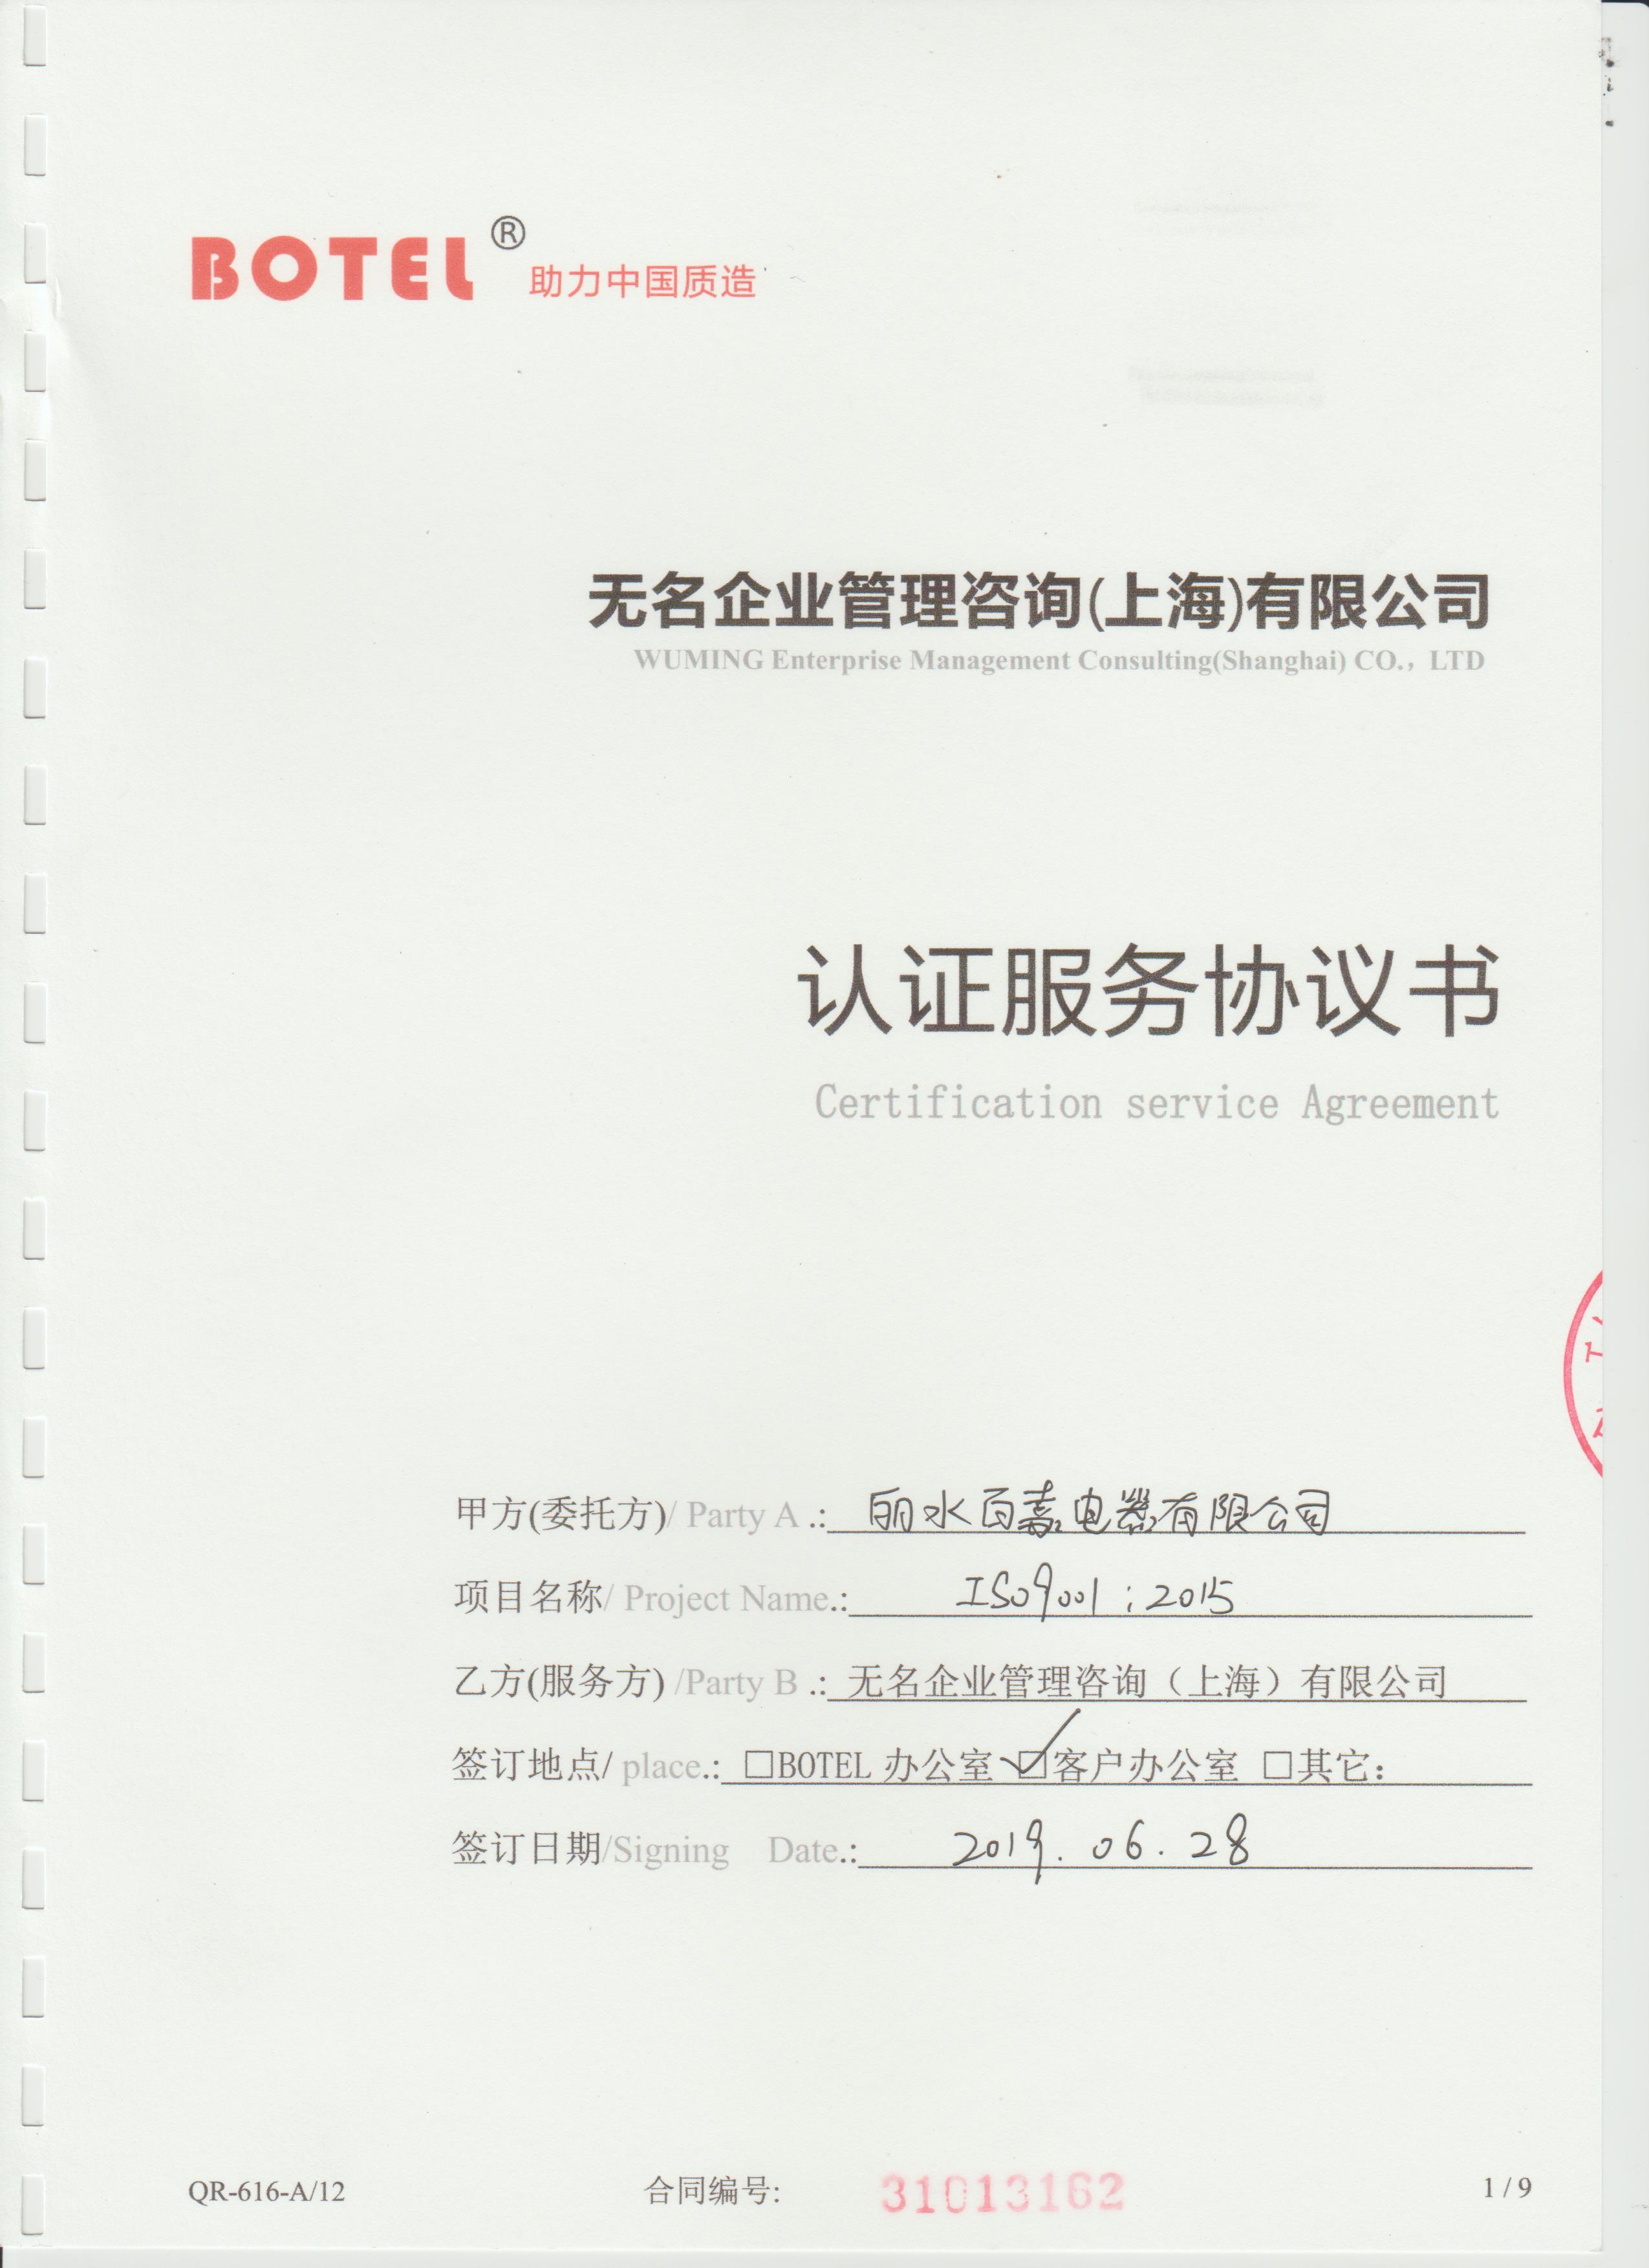 BOTEL® 助力中国质造
无名企业管理咨询(上海)有限公司
WUMING Enterprise Management Consulting(Shanghai) CO.，LTD
认证服务协议书
Certification service Agreement
甲方(委托方)/ Party A .: 丽水百嘉电器有限公司
项目名称/ Project Name.: ISO9001:2015
乙方(服务方) /Party B .: 无名企业管理咨询（上海）有限公司
签订地点/ place.: □BOTEL 办公室 ☑客户办公室 □其它：
签订日期/Signing Date.: 2019.06.28
QR-616-A/12 合同编号: 31013162 1 / 9